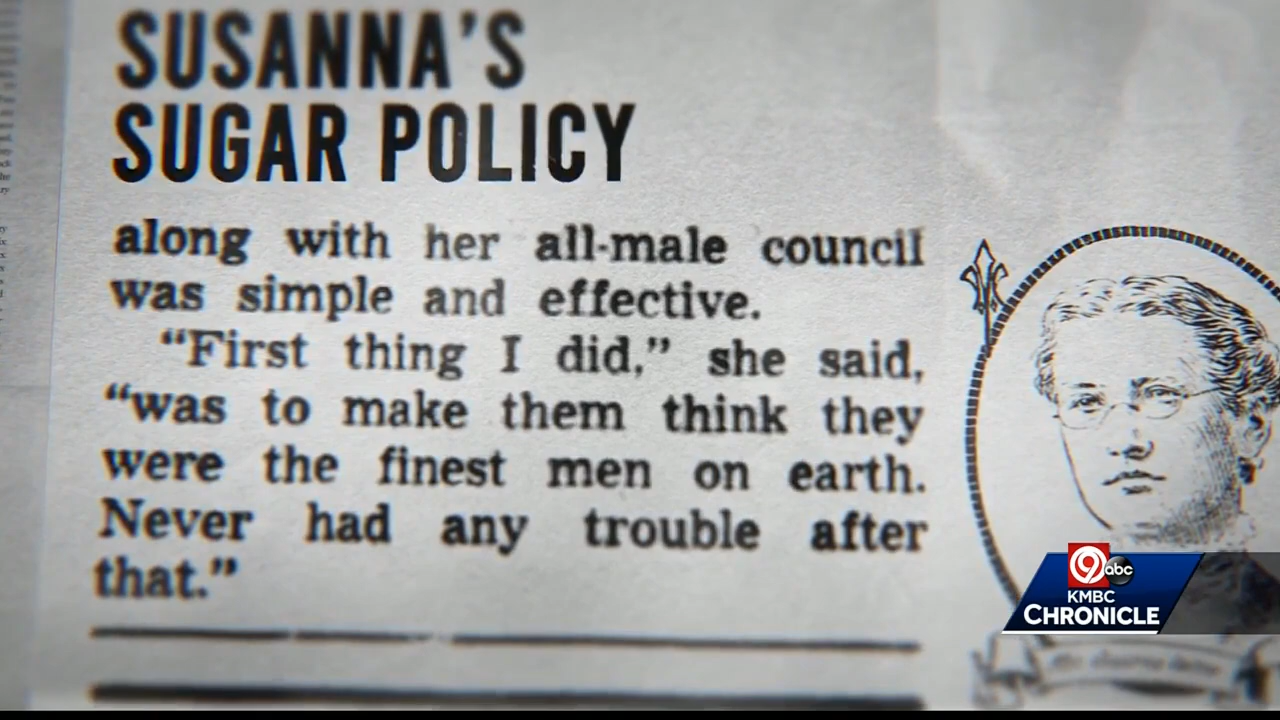 SUSANNA'S
SUGAR POLICY
along with her all-male council
was simple and effective.
"First thing I did," she said,
"was to make them think they
were the finest men on earth.
Never had any trouble after
that."
9 abc
KMBC
CHRONICLE